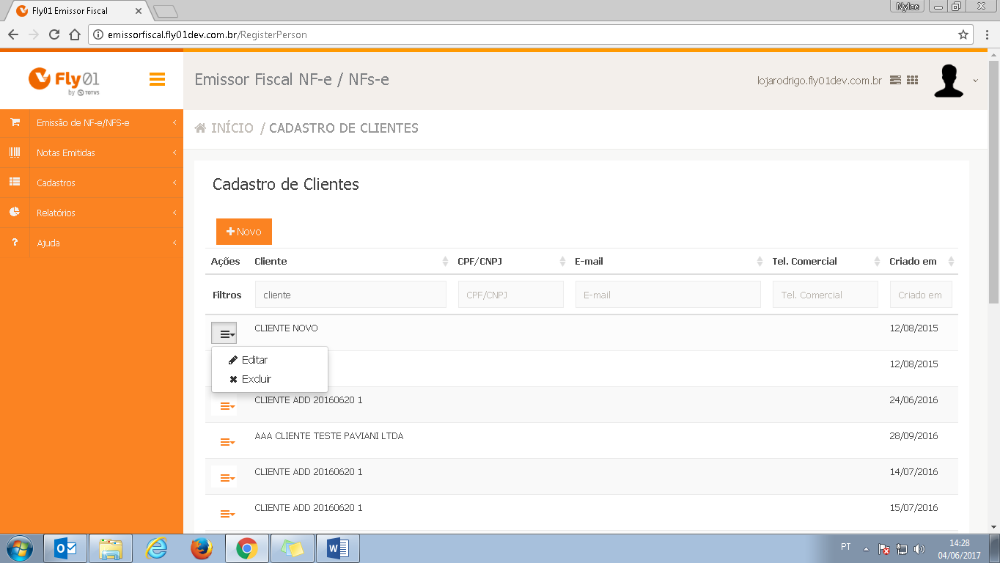 Fly01 Emissor Fiscal
Nylce
emissorfiscal.fly01dev.com.br/RegisterPerson
Fly01
by TOTVS
Emissor Fiscal NF-e / NFs-e
lojarodrigo.fly01dev.com.br
Emissão de NF-e/NFS-e
Notas Emitidas
Cadastros
Relatórios
Ajuda
INÍCIO / CADASTRO DE CLIENTES
Cadastro de Clientes
+ Novo
Ações Cliente CPF/CNPJ E-mail Tel. Comercial Criado em
Filtros cliente CPF/CNPJ E-mail Tel. Comercial Criado em
CLIENTE NOVO 12/08/2015
Editar
12/08/2015
Excluir
CLIENTE ADD 20160620 1 24/06/2016
AAA CLIENTE TESTE PAVIANI LTDA 28/09/2016
CLIENTE ADD 20160620 1 14/07/2016
CLIENTE ADD 20160620 1 15/07/2016
PT
14:28
04/06/2017